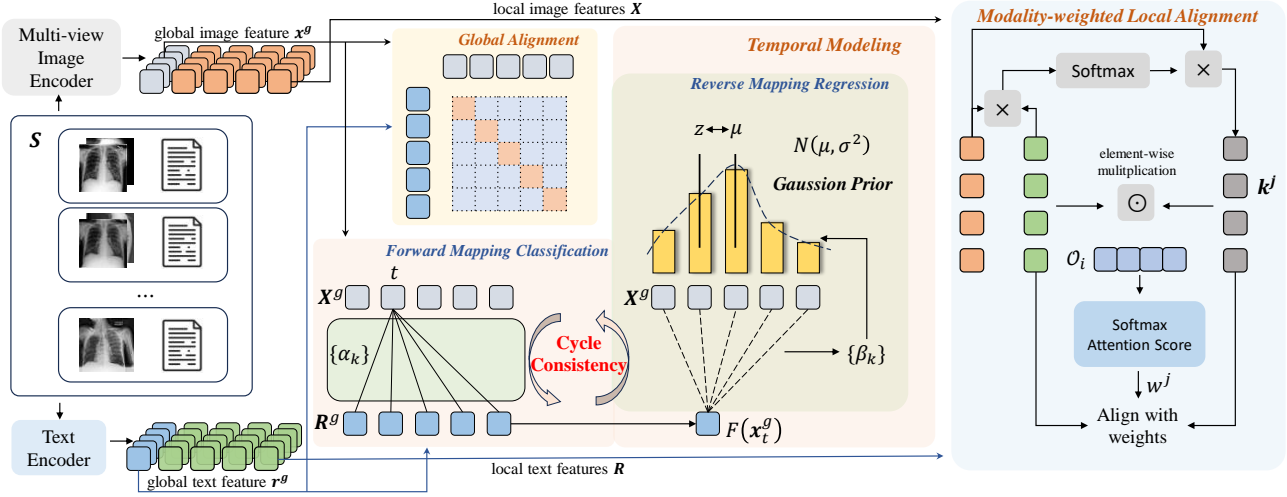 Multi-view
Image
Encoder
global image feature x^g
local image features X
S
...
Text
Encoder
global text feature r^g
local text features R
Global Alignment
Temporal Modeling
Forward Mapping Classification
t
X^g
{α_k}
R^g
Cycle
Consistency
Reverse Mapping Regression
z μ
N(μ, σ²)
Gaussion Prior
X^g
{β_k}
F(x_t^g)
Modality-weighted Local Alignment
Softmax
×
×
element-wise
mulitplication
⊙
k^j
O_i
Softmax
Attention Score
w^j
Align with
weights